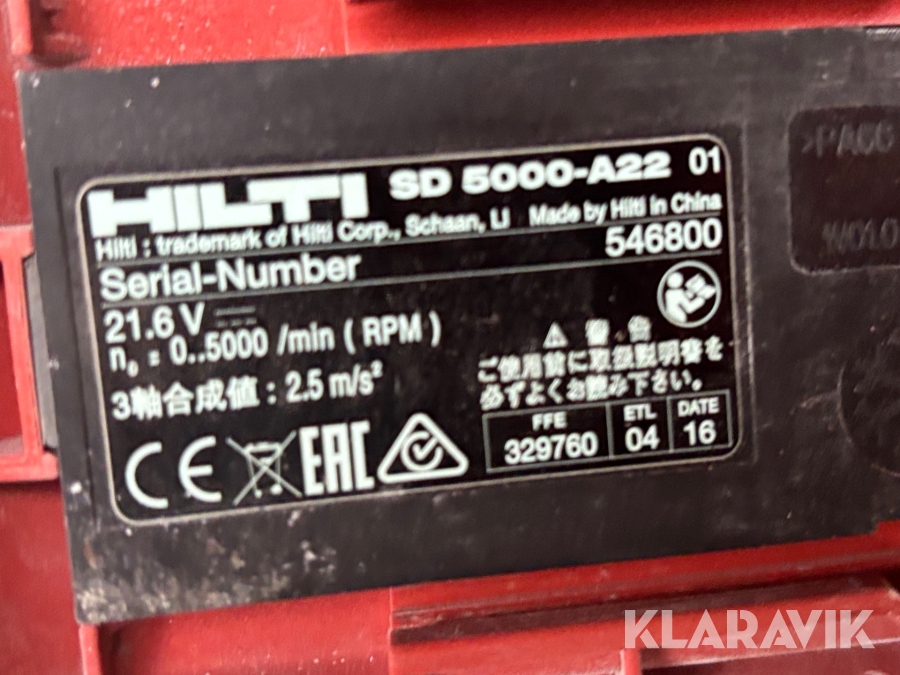 HILTI SD 5000-A22 01
Hilti : trademark of Hilti Corp., Schaan, LI Made by Hilti in China
Serial-Number 546800
21.6 V
n₀ = 0..5000 /min ( RPM )
3軸合成値 : 2.5 m/s²
⚠ 警 告
ご使用前に取扱説明書を
必ずよくお読み下さい。
FFE ETL DATE
329760 04 16
CE EAC
>PA66
KLARAVIK